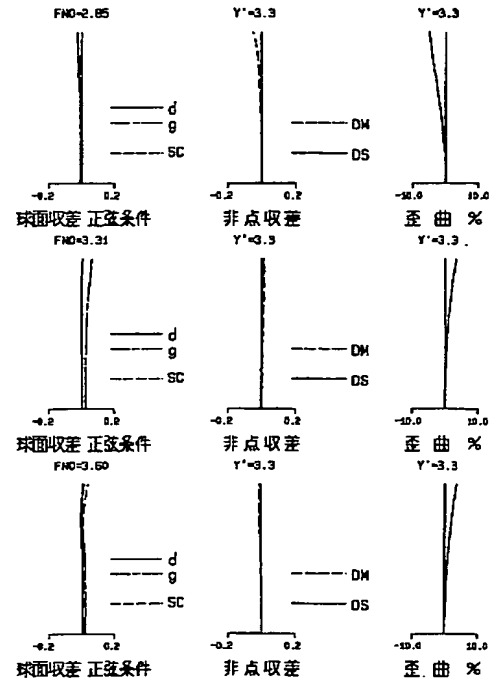 FNO=2.85 Y'=3.3 Y'=3.3
d
g
SC
DM
DS
-0.2 0.2 -0.2 0.2 -10.0 10.0
球面収差 正弦条件 非点収差 歪 曲 %
FNO=3.31 Y'=3.3 Y'=3.3
d
g
SC
DM
DS
-0.2 0.2 -0.2 0.2 -10.0 10.0
球面収差 正弦条件 非点収差 歪 曲 %
FNO=3.60 Y'=3.3 Y'=3.3
d
g
SC
DM
DS
-0.2 0.2 -0.2 0.2 -10.0 10.0
球面収差 正弦条件 非点収差 歪 曲 %